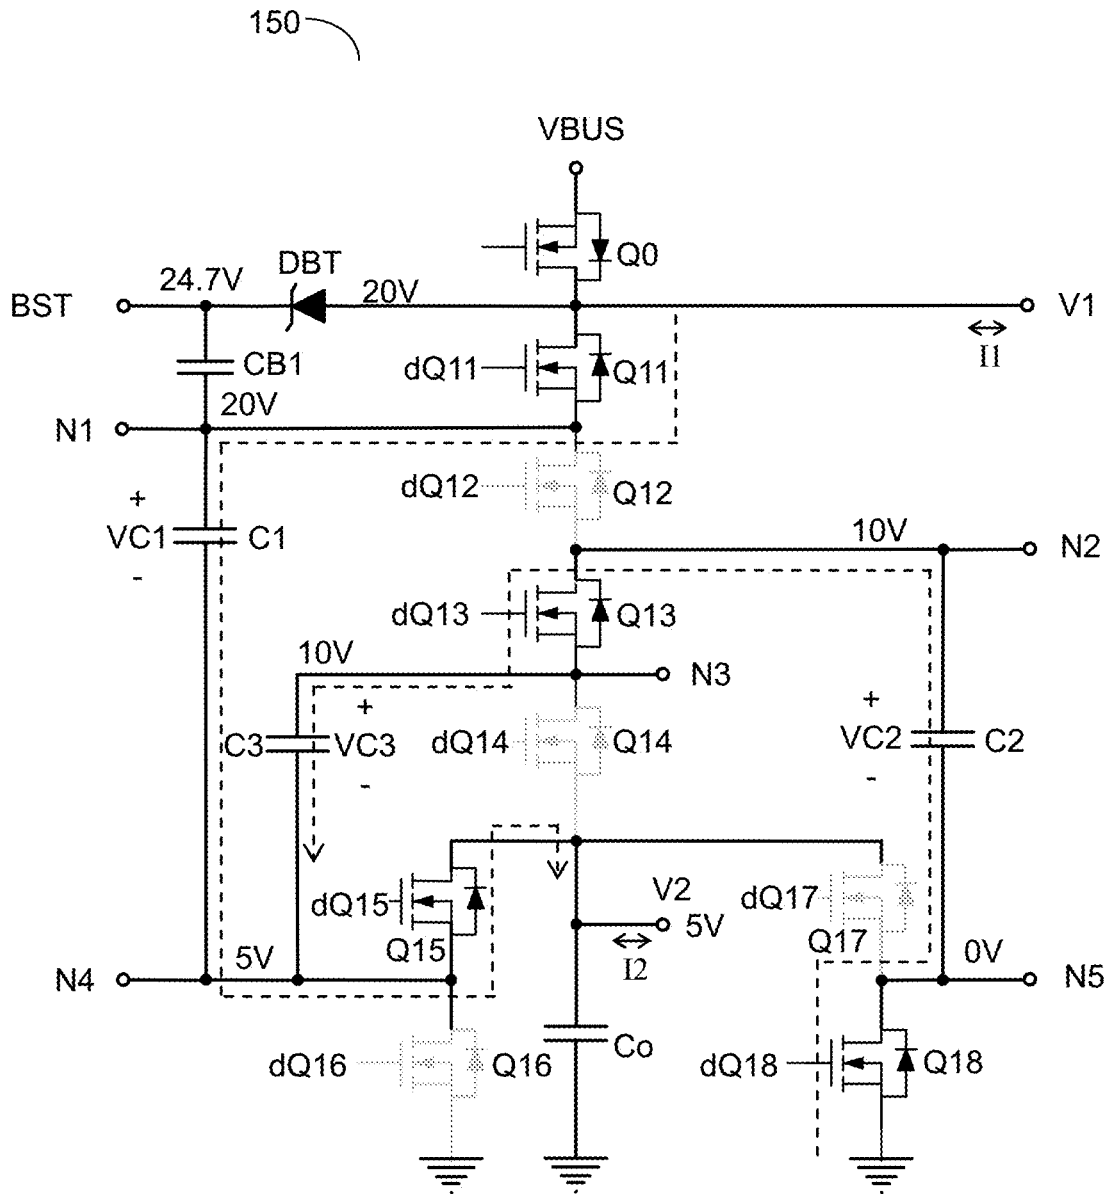 150
VBUS
Q0
DBT
24.7V
20V
BST
V1
I1
CB1
dQ11
Q11
20V
N1
dQ12
Q12
+
VC1
-
C1
10V
N2
dQ13
Q13
10V
N3
C3
+
VC3
-
dQ14
Q14
+
VC2
-
C2
dQ15
Q15
V2
5V
I2
dQ17
Q17
5V
N4
0V
N5
dQ16
Q16
Co
dQ18
Q18